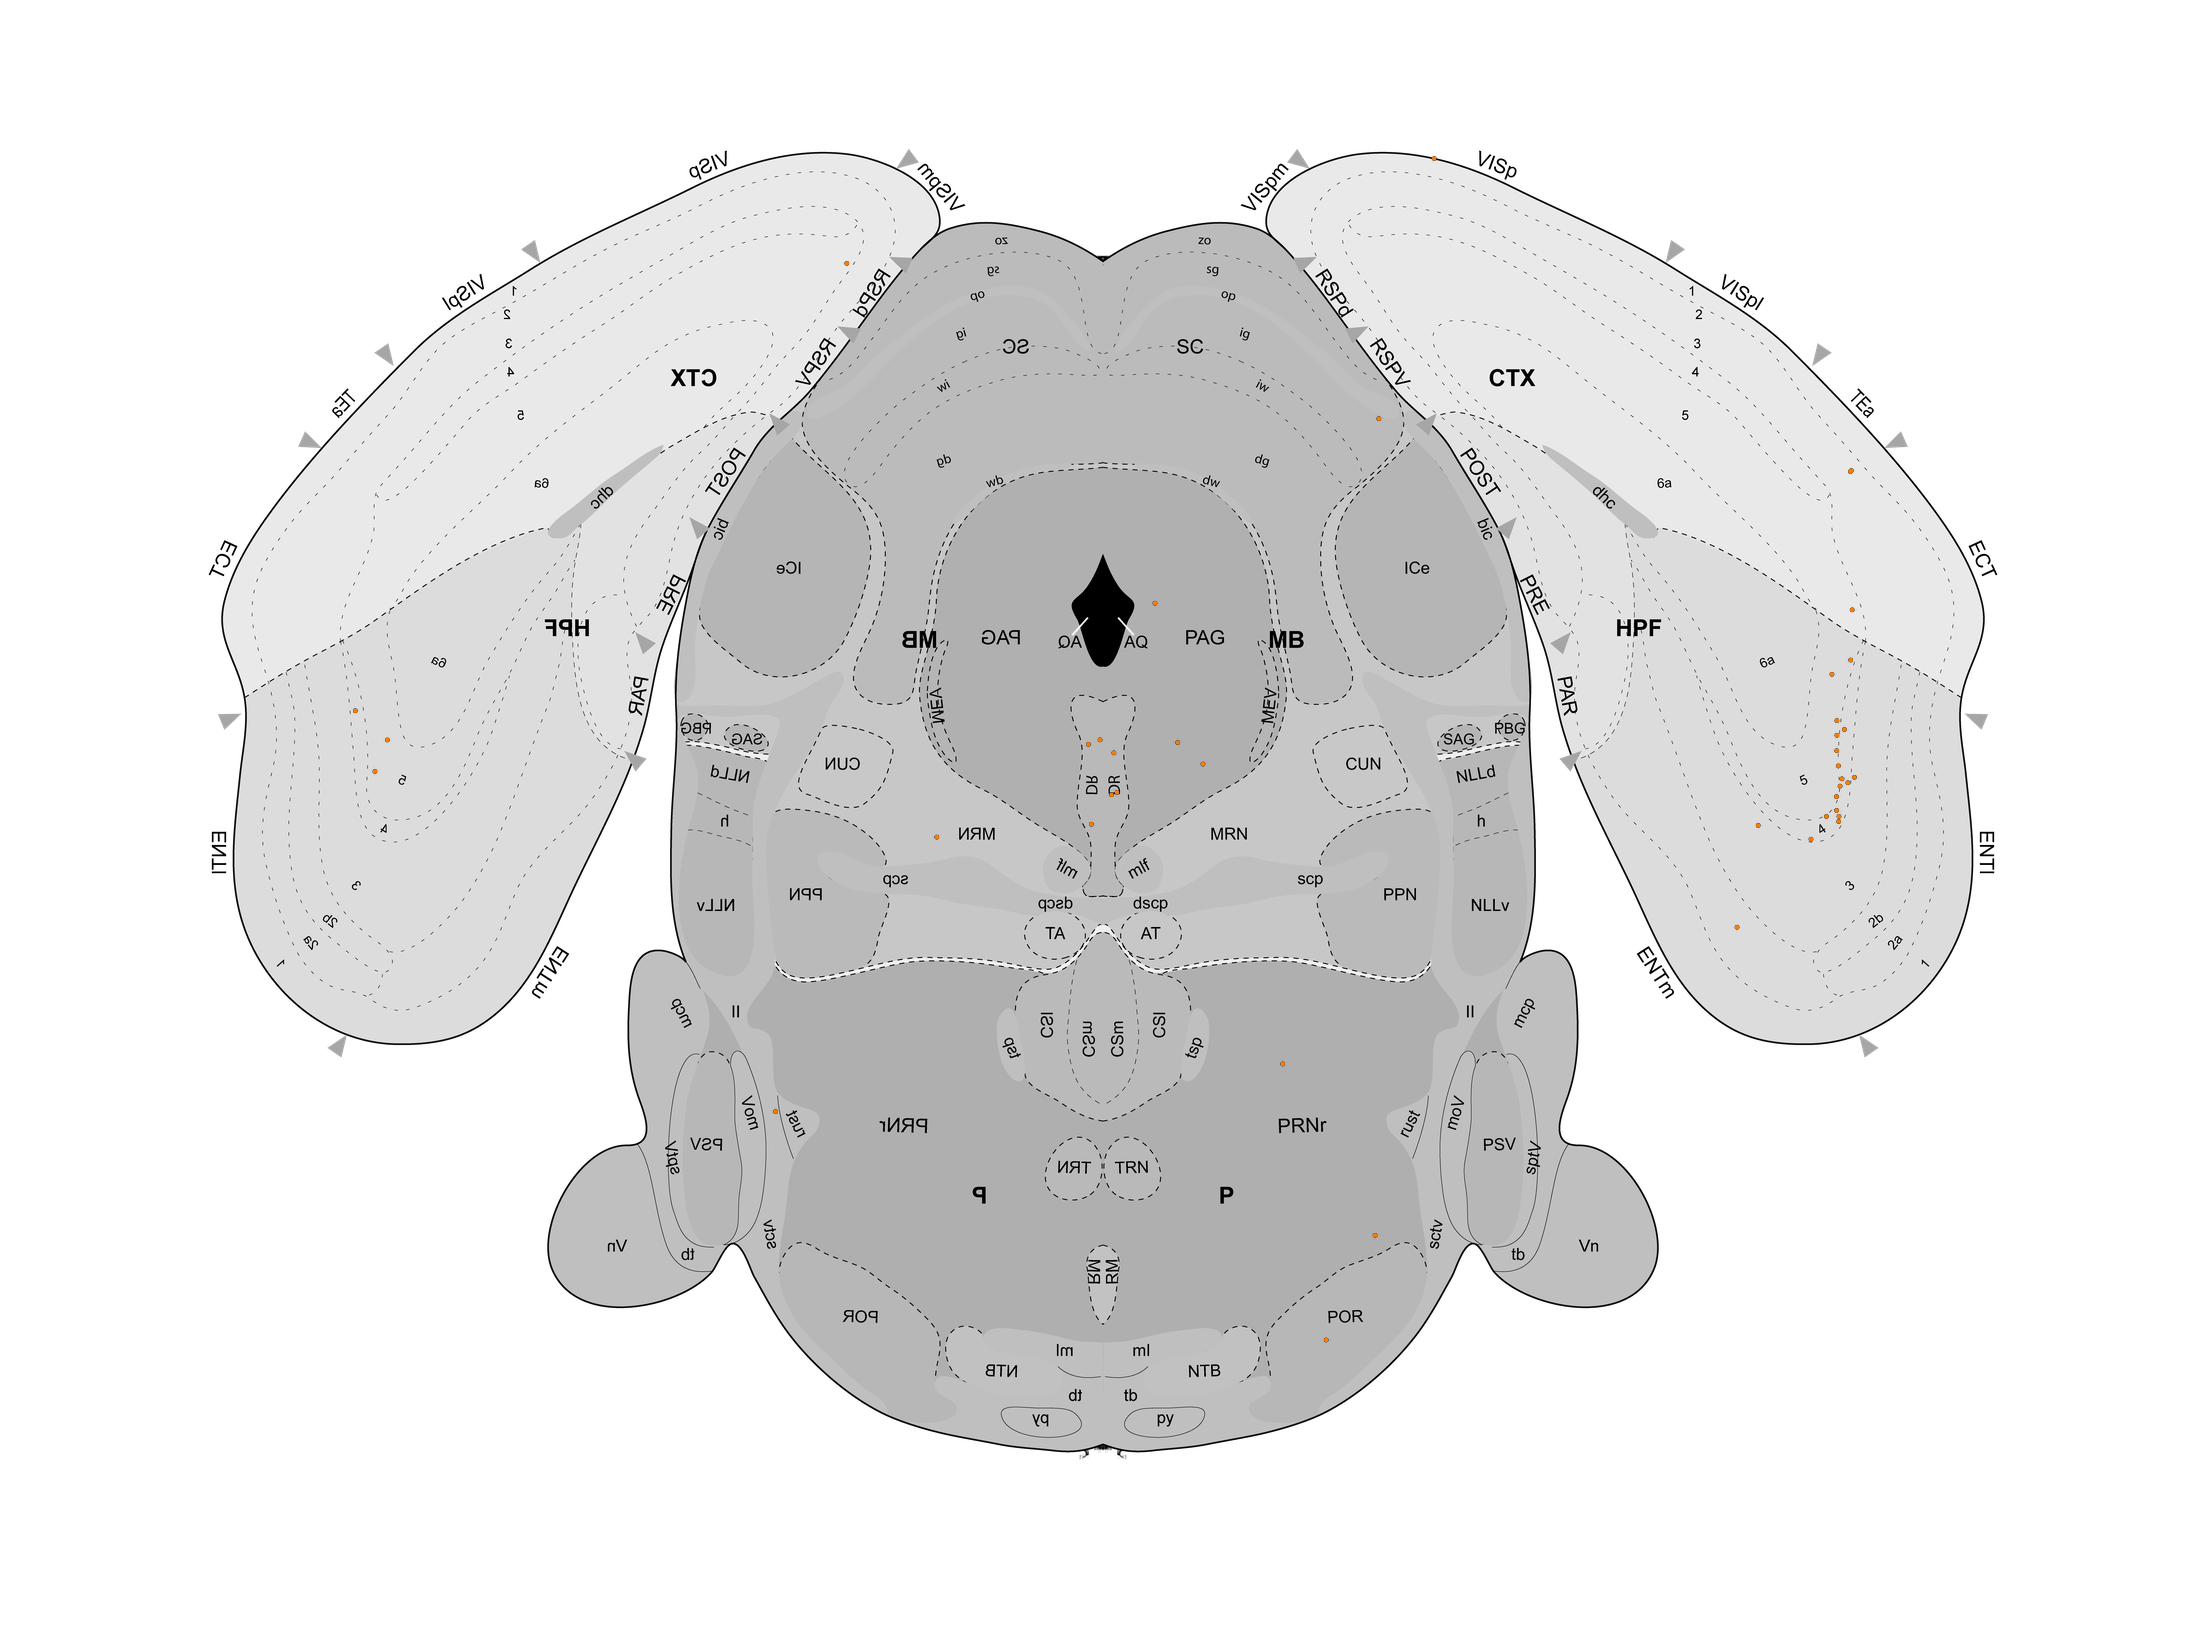 VISp
VISpm
VISpm
VISp
VISpl
VISpl
TEa
TEa
ECT
ECT
RSPd
RSPd
RSPv
RSPv
POST
POST
PRE
PRE
PAR
PAR
ENTl
ENTl
ENTm
ENTm
zo
zo
sg
sg
op
op
ig
ig
SC
SC
iw
iw
dg
dg
dw
dw
1
2
3
4
5
6a
1
2
3
4
5
6a
CTX
CTX
dhc
dhc
bic
bic
ICe
ICe
HPF
HPF
MB
PAG
AQ
AQ
PAG
MB
6a
5
4
3
2b
2a
1
6a
5
4
3
2b
2a
1
MEA
MEA
PBG
SAG
SAG
PBG
NLLd
CUN
CUN
NLLd
DR
DR
h
MRN
MRN
h
mlf
mlf
NLLv
PPN
scp
scp
PPN
NLLv
dscp
dscp
AT
AT
mcp
ll
ll
mcp
CSl
CSm
CSm
CSl
tsp
tsp
PSV
moV
sptV
rust
rust
moV
PSV
sptV
PRNr
PRNr
TRN
TRN
P
P
Vn
tb
sctv
sctv
tb
Vn
RM
RM
POR
POR
ml
ml
NTB
NTB
tb
tb
py
py